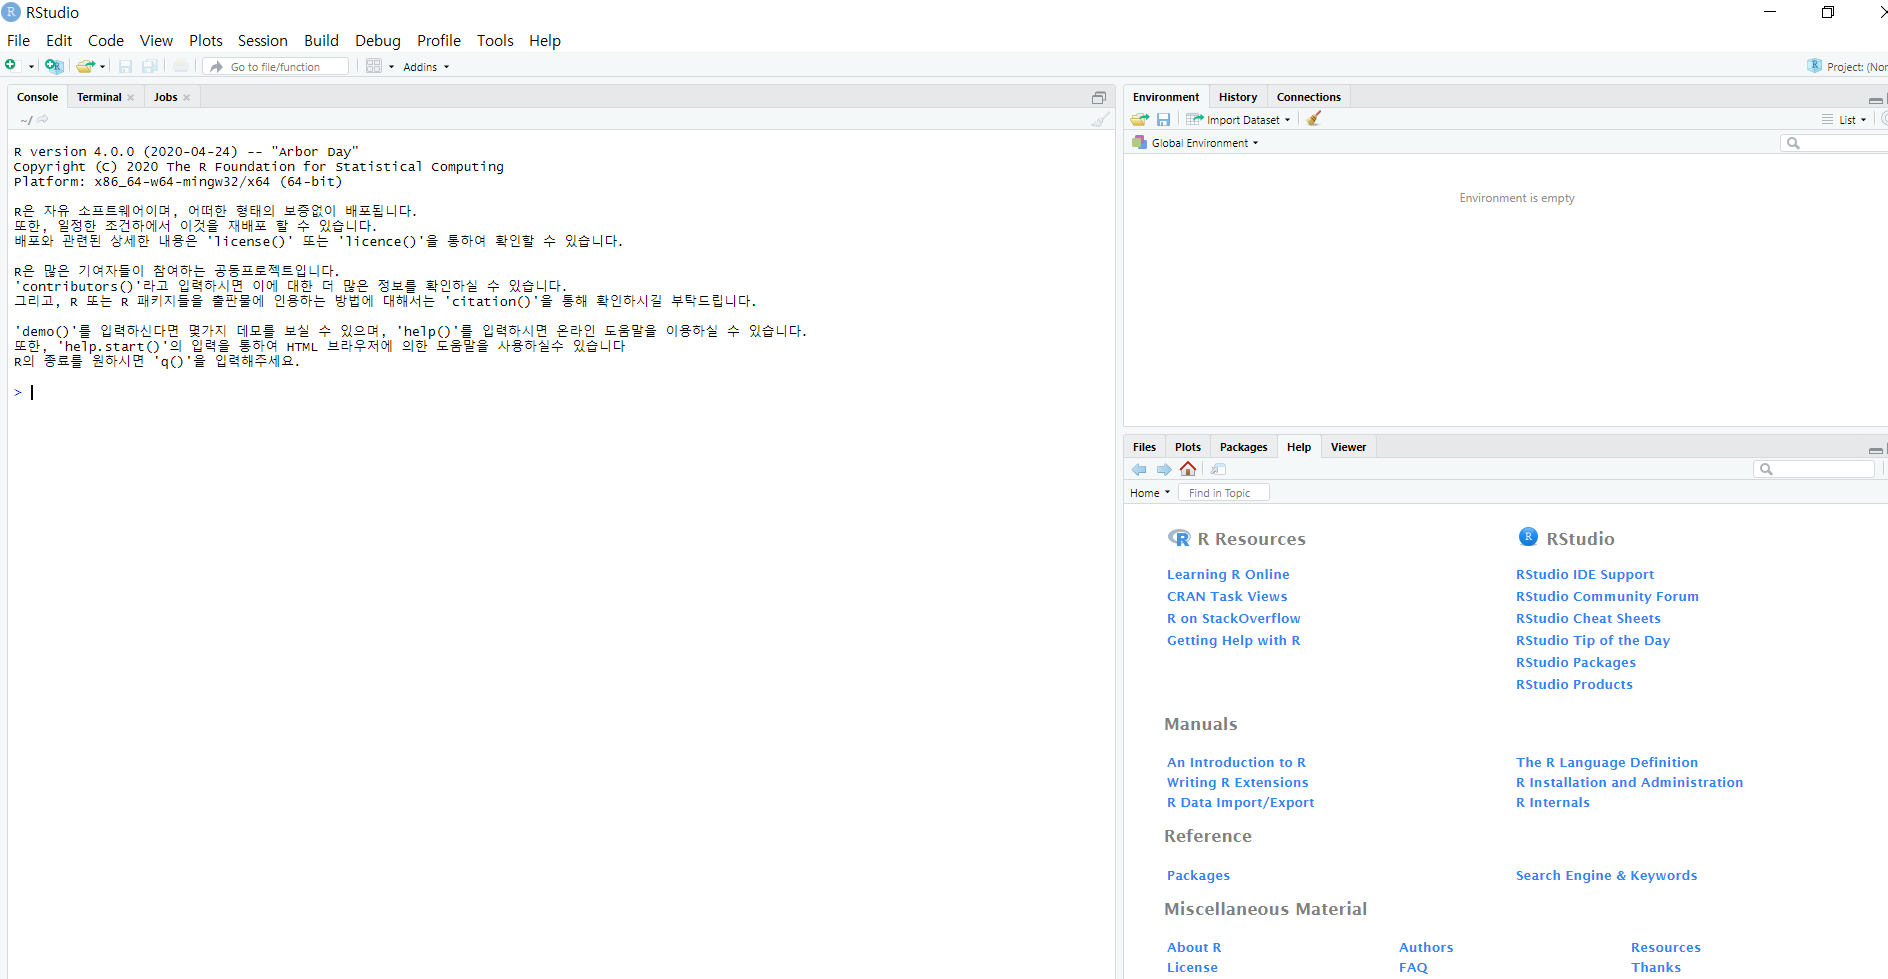 RStudio
File Edit Code View Plots Session Build Debug Profile Tools Help
Go to file/function Addins
Project: (Nor
Console Terminal Jobs
~/
R version 4.0.0 (2020-04-24) -- "Arbor Day"
Copyright (C) 2020 The R Foundation for Statistical Computing
Platform: x86_64-w64-mingw32/x64 (64-bit)
R은 자유 소프트웨어이며, 어떠한 형태의 보증없이 배포됩니다.
또한, 일정한 조건하에서 이것을 재배포 할 수 있습니다.
배포와 관련된 상세한 내용은 'license()' 또는 'licence()'을 통하여 확인할 수 있습니다.
R은 많은 기여자들이 참여하는 공동프로젝트입니다.
'contributors()'라고 입력하시면 이에 대한 더 많은 정보를 확인하실 수 있습니다.
그리고, R 또는 R 패키지들을 출판물에 인용하는 방법에 대해서는 'citation()'을 통해 확인하시길 부탁드립니다.
'demo()'를 입력하신다면 몇가지 데모를 보실 수 있으며, 'help()'를 입력하시면 온라인 도움말을 이용하실 수 있습니다.
또한, 'help.start()'의 입력을 통하여 HTML 브라우저에 의한 도움말을 사용하실수 있습니다
R의 종료를 원하시면 'q()'을 입력해주세요.
>
Environment History Connections
Import Dataset List
Global Environment
Environment is empty
Files Plots Packages Help Viewer
Home Find in Topic
R Resources
Learning R Online
CRAN Task Views
R on StackOverflow
Getting Help with R
RStudio
RStudio IDE Support
RStudio Community Forum
RStudio Cheat Sheets
RStudio Tip of the Day
RStudio Packages
RStudio Products
Manuals
An Introduction to R The R Language Definition
Writing R Extensions R Installation and Administration
R Data Import/Export R Internals
Reference
Packages Search Engine & Keywords
Miscellaneous Material
About R Authors Resources
License FAQ Thanks